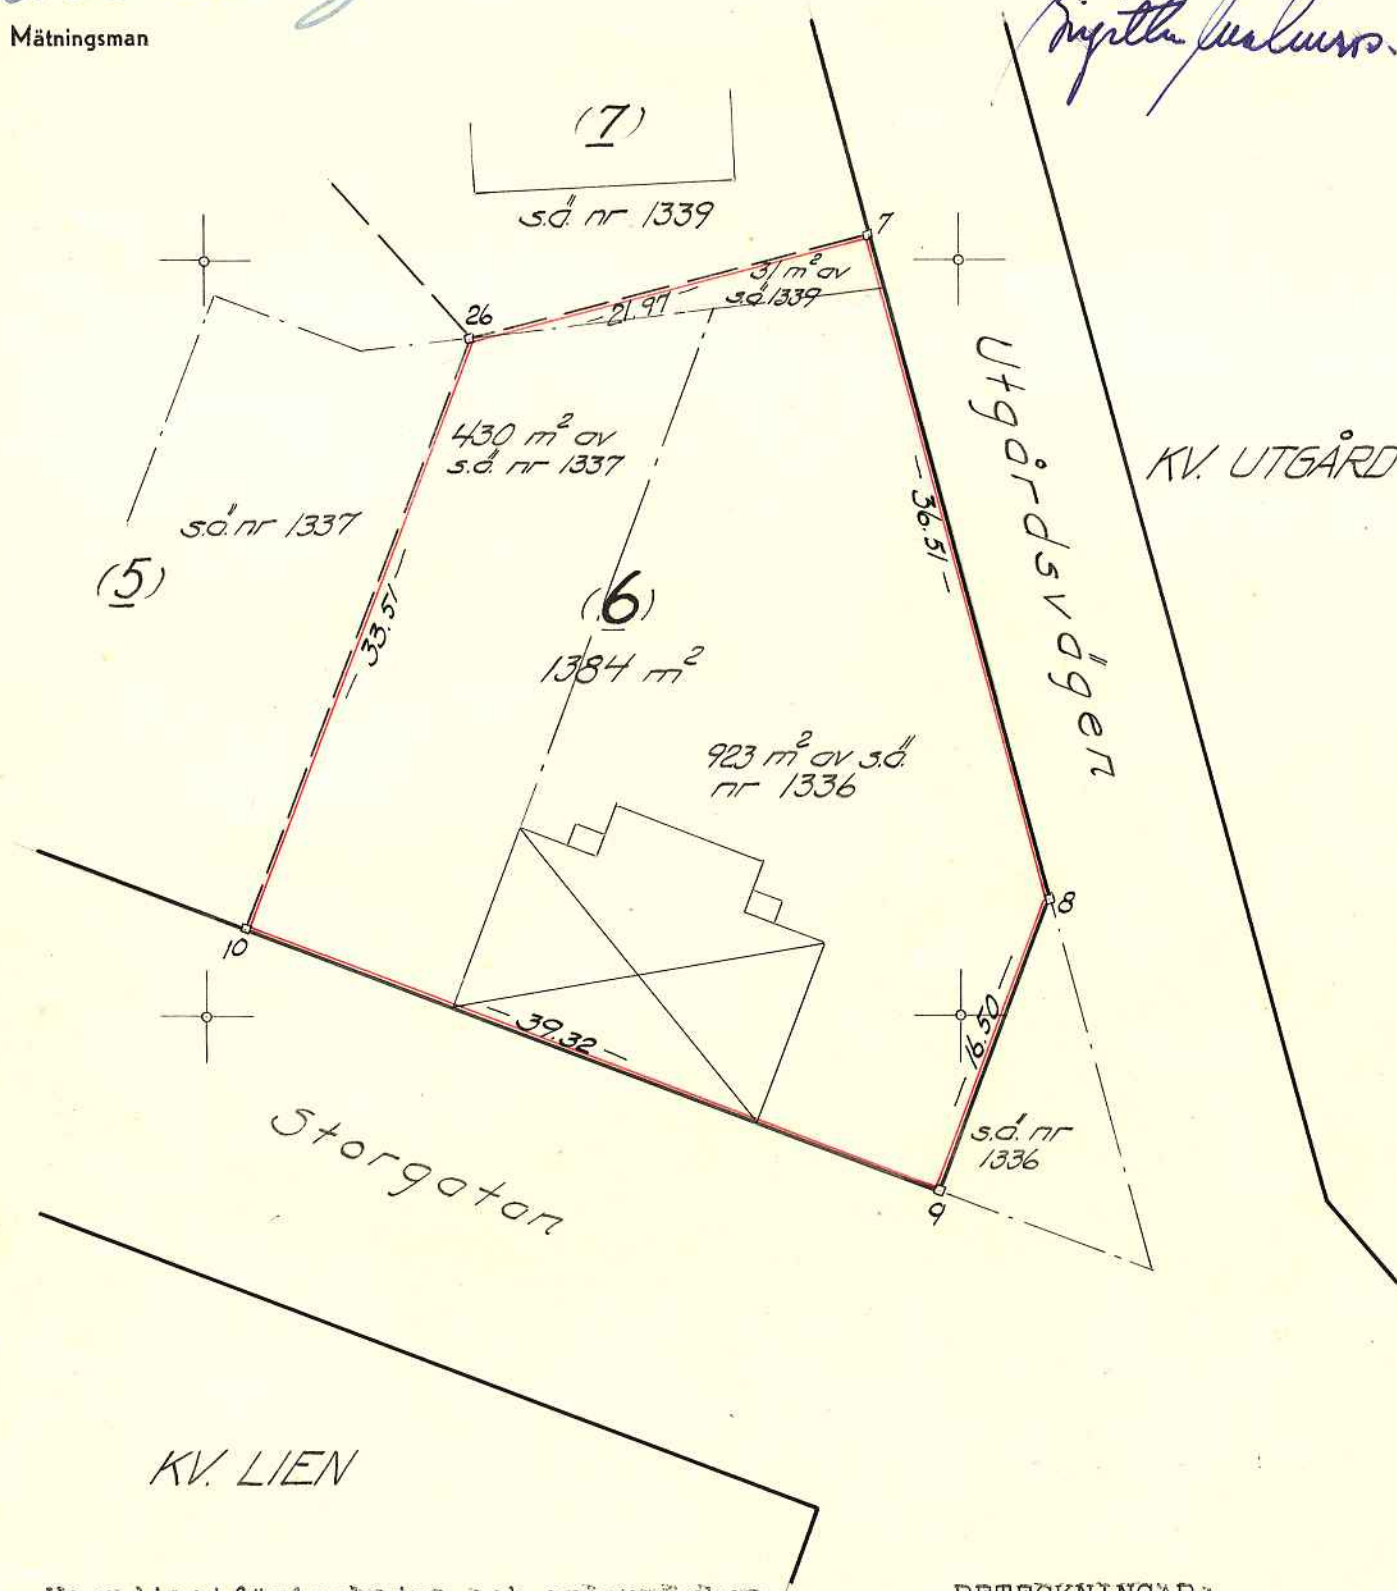 Mätningsman
(7)
s.ä. nr 1339
7
31 m² av
s.ä 1339
21.97
26
430 m² av
s.ä. nr 1337
Utgårdsvägen
KV. UTGÅRD
36.51
s.ä. nr 1337
(5)
33.51
(6)
1384 m²
923 m² av s.ä.
nr 1336
8
10
39.32
16.50
Storgatan
s.ä. nr
1336
9
KV. LIEN
BETECKNINGAR: